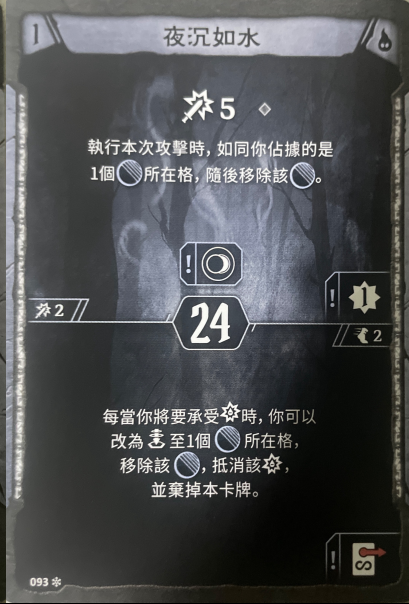 1 夜沉如水
5
執行本次攻擊時,如同你佔據的是
1個所在格,隨後移除該。
!
! 1
2 24
2
每當你將要承受時,你可以
改為至1個所在格,
移除該,抵消該,
並棄掉本卡牌。
! S
093